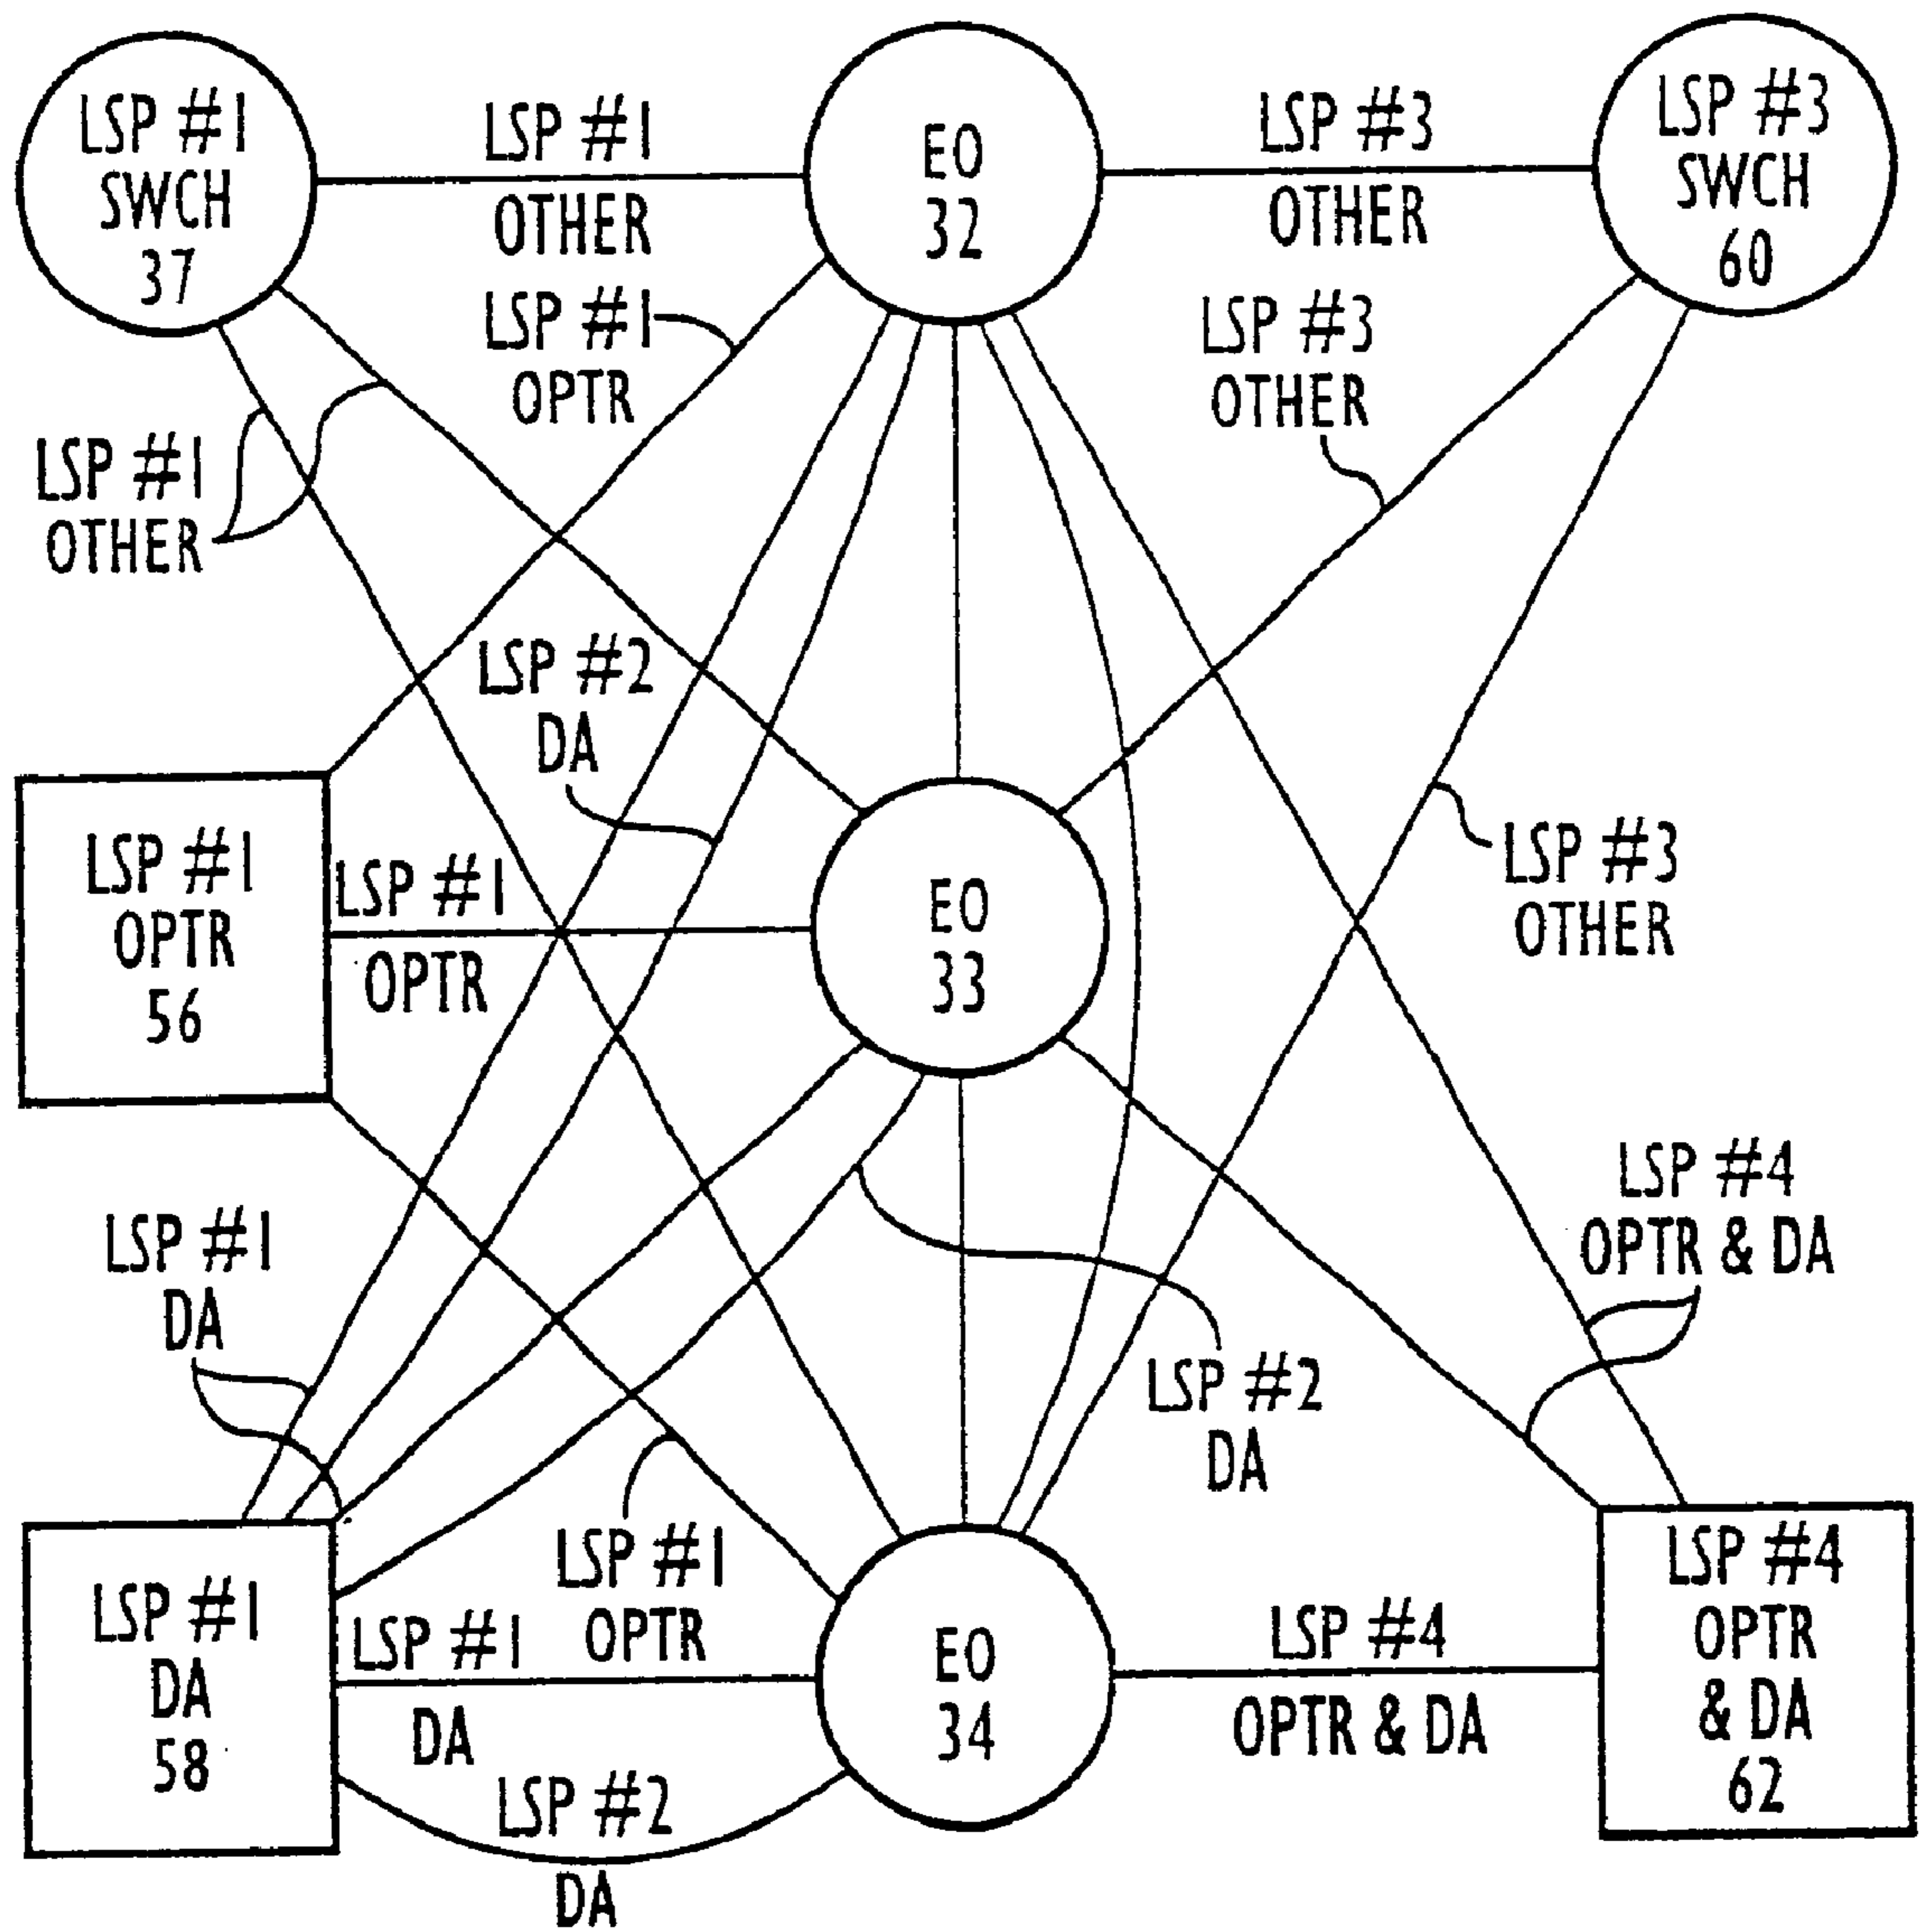 LSP #1
SWCH
37
LSP #1
OTHER
EO
32
LSP #3
OTHER
LSP #3
SWCH
60
LSP #1
OPTR
LSP #3
OTHER
LSP #1
OTHER
LSP #2
DA
LSP #1
OPTR
56
LSP #1
OPTR
EO
33
LSP #3
OTHER
LSP #4
OPTR & DA
LSP #1
DA
LSP #2
DA
LSP #1
OPTR
LSP #1
DA
58
LSP #1
DA
LSP #2
DA
EO
34
LSP #4
OPTR & DA
LSP #4
OPTR
& DA
62